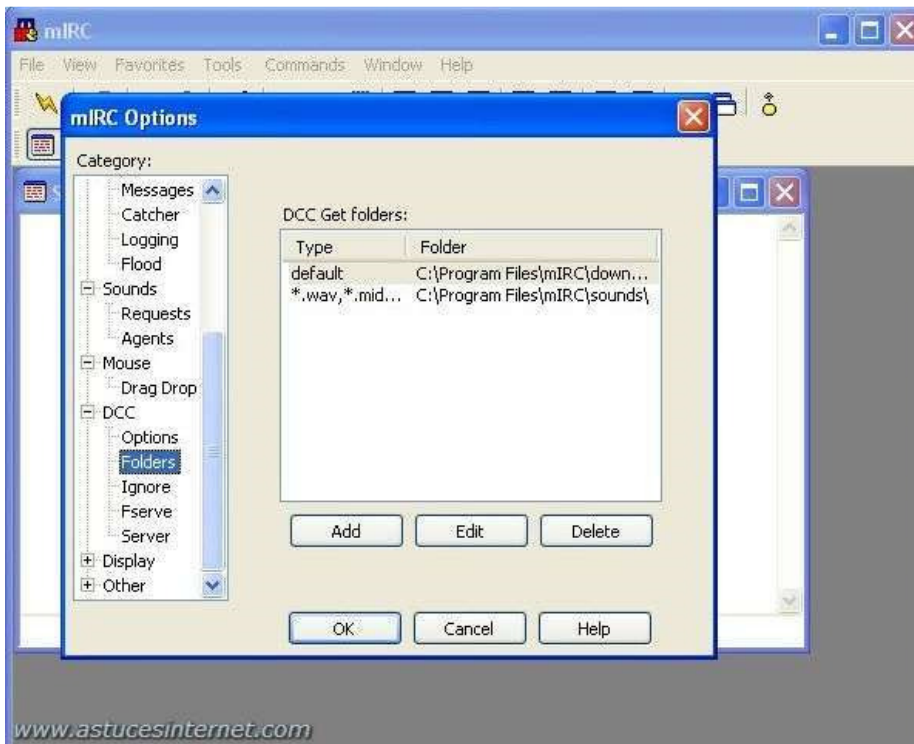 mIRC
File View Favorites Tools Commands Window Help
mIRC Options
Category:
Messages
Catcher
Logging
Flood
Sounds
Requests
Agents
Mouse
Drag Drop
DCC
Options
Folders
Ignore
Fserve
Server
Display
Other
DCC Get folders:
Type Folder
default C:\Program Files\mIRC\down...
*.wav,*.mid... C:\Program Files\mIRC\sounds\
Add Edit Delete
OK Cancel Help
www.astucesinternet.com